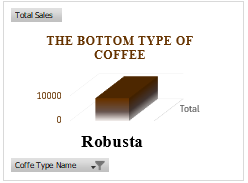 Total Sales
THE BOTTOM TYPE OF
COFFEE
10000
0
Total
Robusta
Coffe Type Name